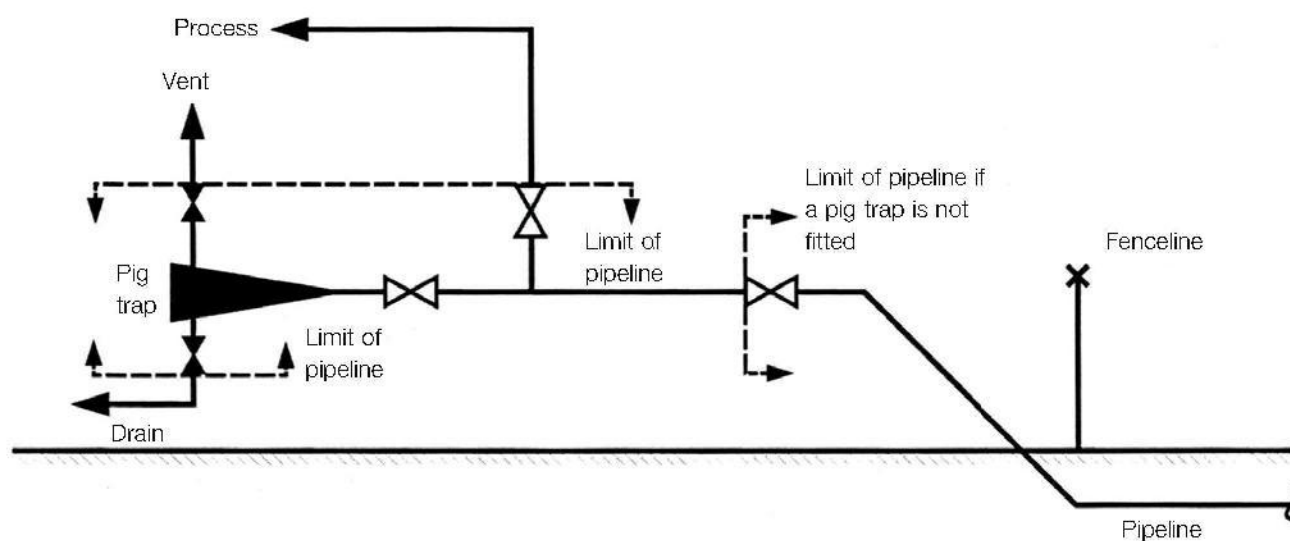 Process
Vent
Limit of pipeline if
a pig trap is not
fitted
Limit of
pipeline
Fenceline
Pig
trap
Limit of
pipeline
Drain
Pipeline